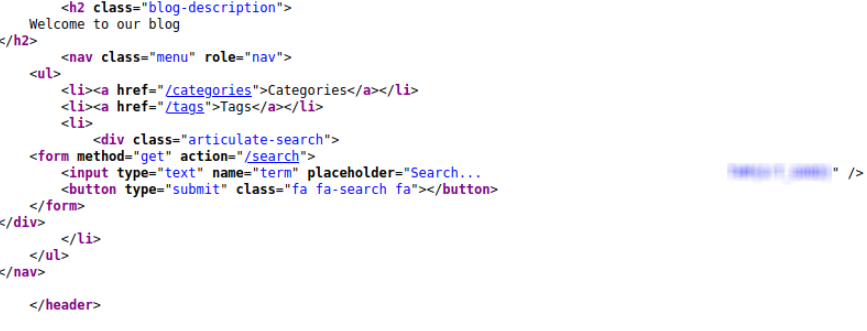 <h2 class="blog-description">
Welcome to our blog
</h2>
<nav class="menu" role="nav">
<ul>
<li><a href="/categories">Categories</a></li>
<li><a href="/tags">Tags</a></li>
<li>
<div class="articulate-search">
<form method="get" action="/search">
<input type="text" name="term" placeholder="Search... " />
<button type="submit" class="fa fa-search fa"></button>
</form>
</div>
</li>
</ul>
</nav>
</header>